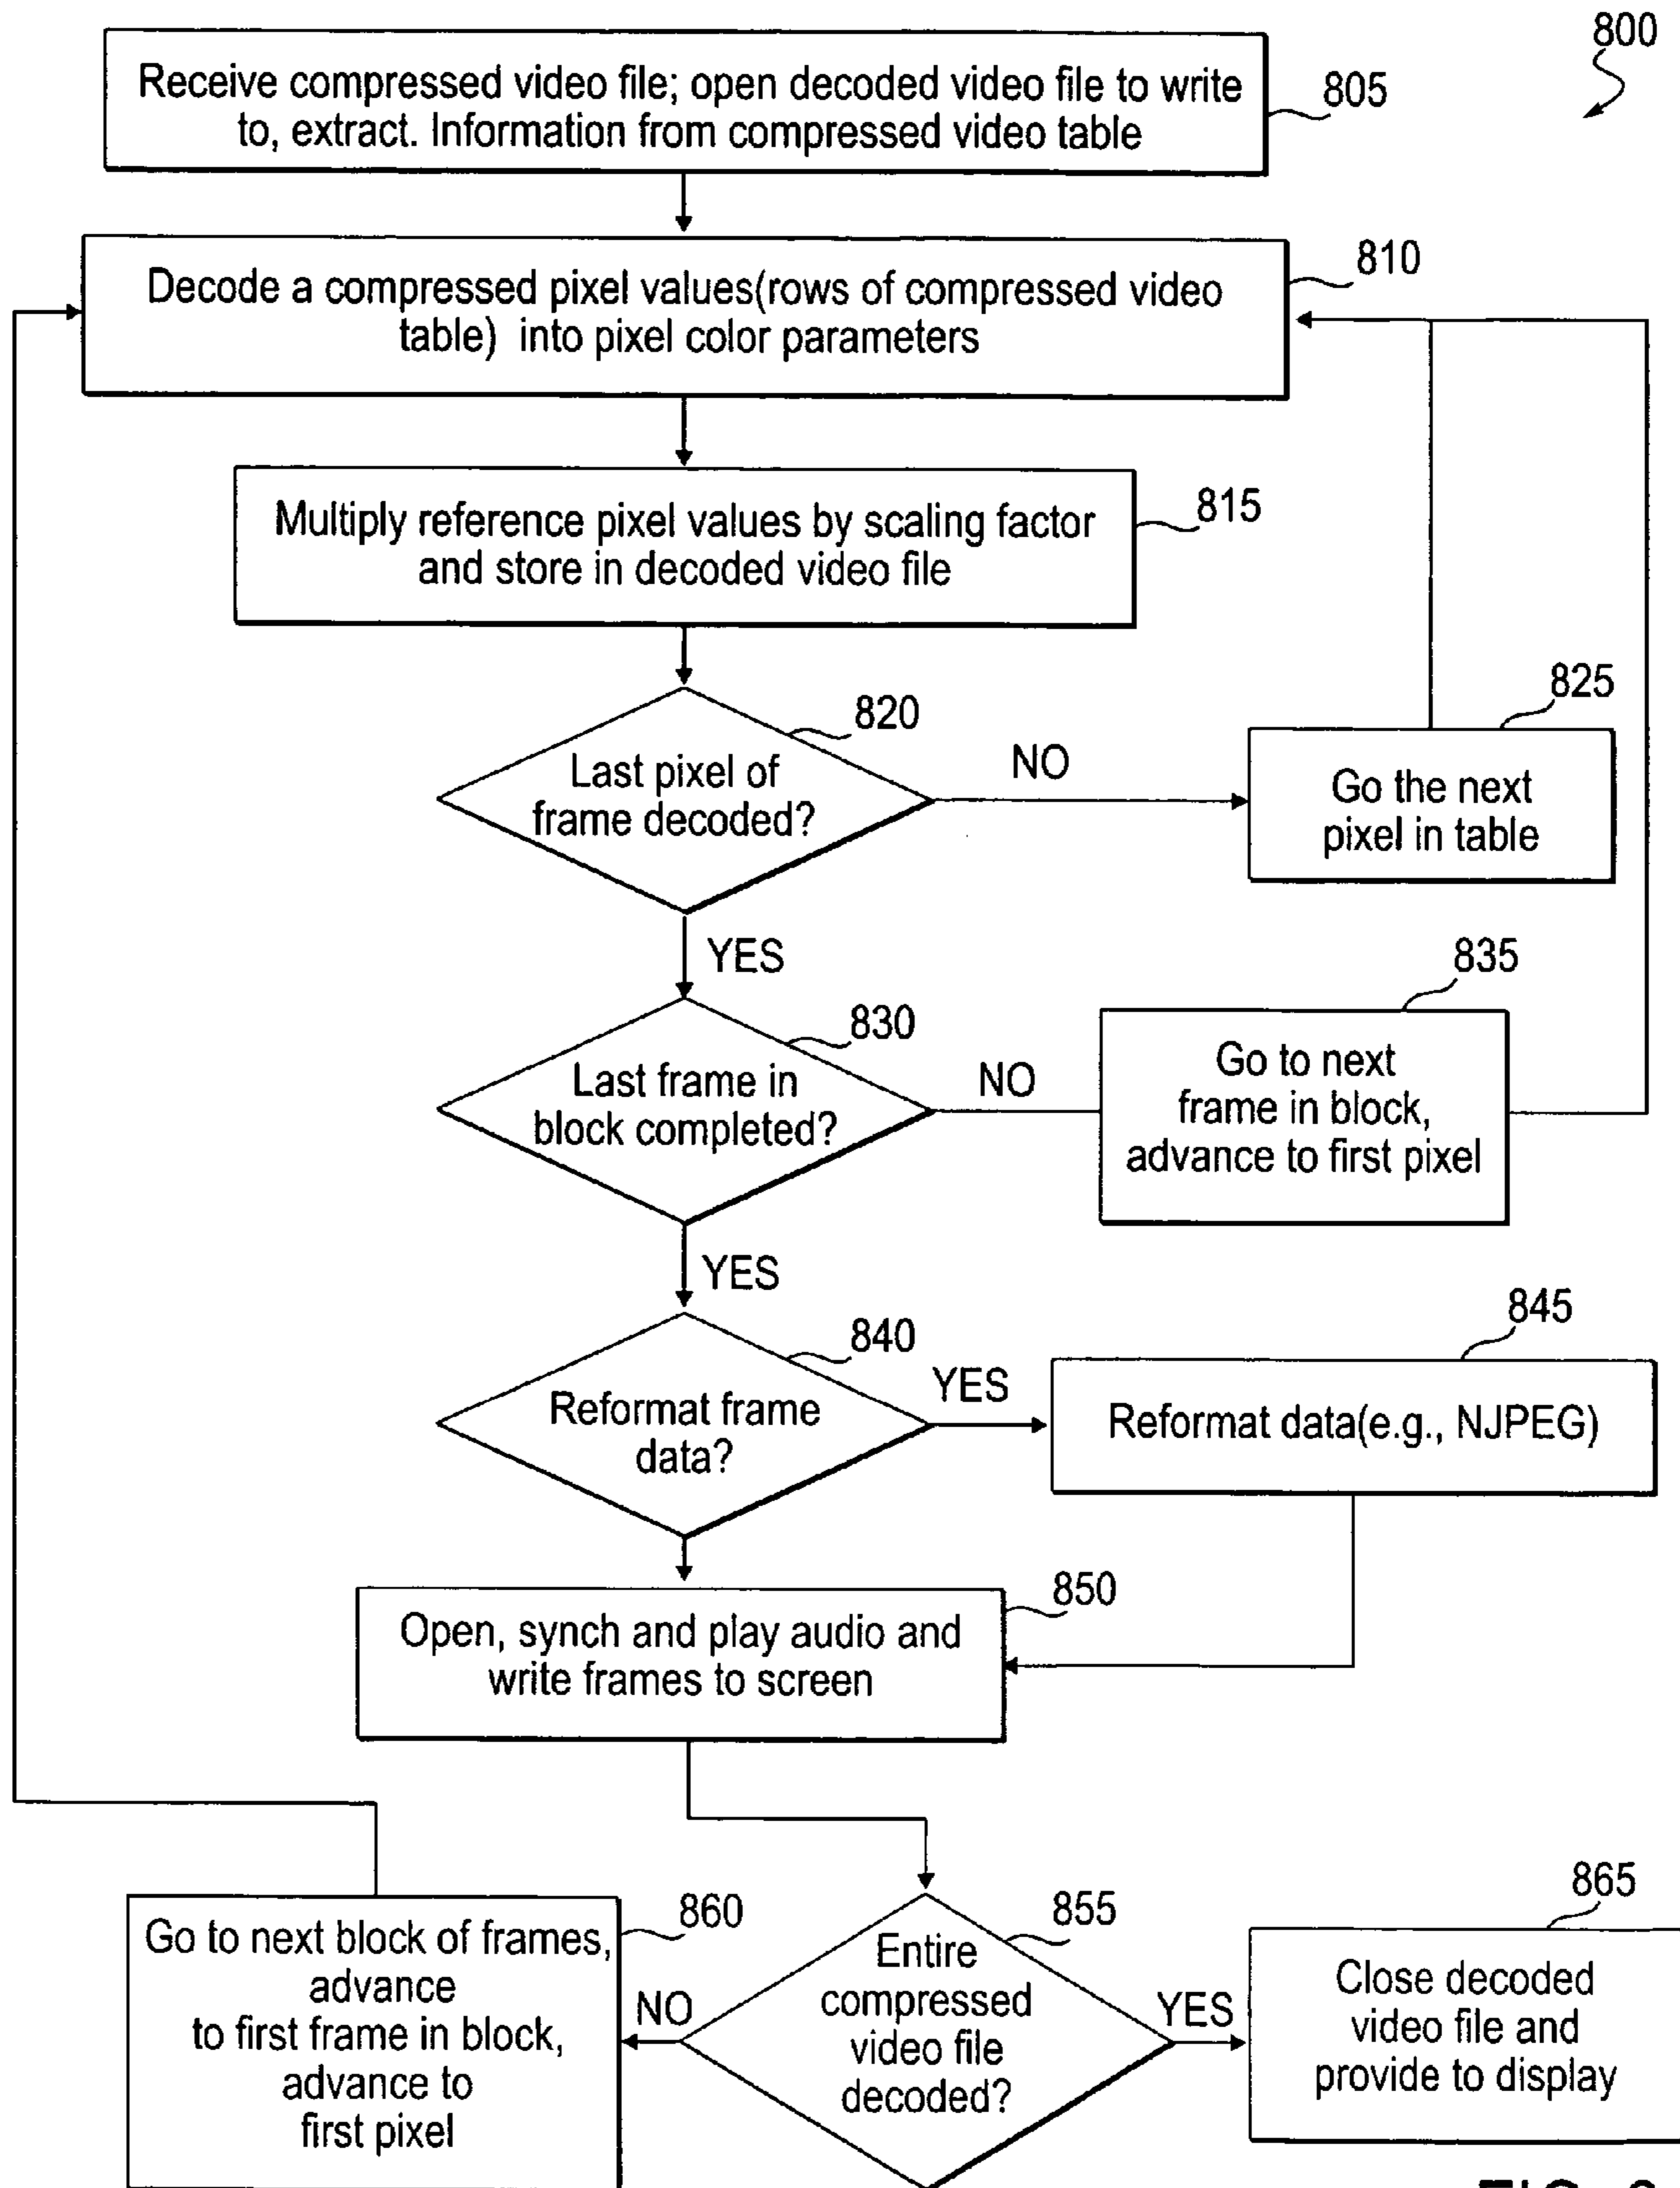 800
Receive compressed video file; open decoded video file to write
to, extract. Information from compressed video table
805
Decode a compressed pixel values(rows of compressed video
table) into pixel color parameters
810
Multiply reference pixel values by scaling factor
and store in decoded video file
815
820
Last pixel of
frame decoded?
NO
825
Go the next
pixel in table
YES
830
Last frame in
block completed?
NO
835
Go to next
frame in block,
advance to first pixel
YES
840
Reformat frame
data?
YES
845
Reformat data(e.g., NJPEG)
850
Open, synch and play audio and
write frames to screen
860
Go to next block of frames,
advance
to first frame in block,
advance to
first pixel
NO
855
Entire
compressed
video file
decoded?
YES
865
Close decoded
video file and
provide to display